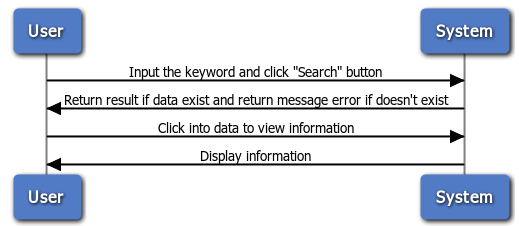 User
System
Input the keyword and click "Search" button
Return result if data exist and return message error if doesn't exist
Click into data to view information
Display information
User
System